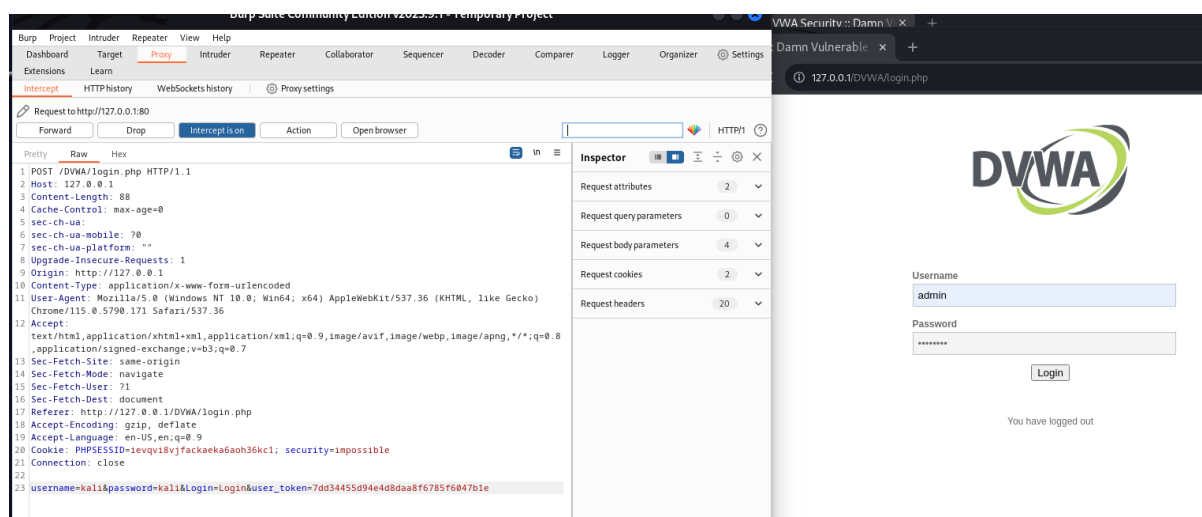 Burp Suite Community Edition v2023.9.1 - Temporary Project
Burp Project Intruder Repeater View Help
Dashboard Target Proxy Intruder Repeater Collaborator Sequencer Decoder Comparer Logger Organizer Settings
Extensions Learn
Intercept HTTP history WebSockets history Proxy settings
Request to http://127.0.0.1:80
Forward Drop Intercept is on Action Open browser HTTP/1
Pretty Raw Hex \n
1 POST /DVWA/login.php HTTP/1.1
2 Host: 127.0.0.1
3 Content-Length: 88
4 Cache-Control: max-age=0
5 sec-ch-ua:
6 sec-ch-ua-mobile: ?0
7 sec-ch-ua-platform: ""
8 Upgrade-Insecure-Requests: 1
9 Origin: http://127.0.0.1
10 Content-Type: application/x-www-form-urlencoded
11 User-Agent: Mozilla/5.0 (Windows NT 10.0; Win64; x64) AppleWebKit/537.36 (KHTML, like Gecko)
Chrome/115.0.5790.171 Safari/537.36
12 Accept:
text/html,application/xhtml+xml,application/xml;q=0.9,image/avif,image/webp,image/apng,*/*;q=0.8
,application/signed-exchange;v=b3;q=0.7
13 Sec-Fetch-Site: same-origin
14 Sec-Fetch-Mode: navigate
15 Sec-Fetch-User: ?1
16 Sec-Fetch-Dest: document
17 Referer: http://127.0.0.1/DVWA/login.php
18 Accept-Encoding: gzip, deflate
19 Accept-Language: en-US,en;q=0.9
20 Cookie: PHPSESSID=ievqvi8vjfackaeka6aoh36kc1; security=impossible
21 Connection: close
22
23 username=kali&password=kali&Login=Login&user_token=7dd34455d94e4d8daa8f6785f6047b1e
Inspector
Request attributes 2
Request query parameters 0
Request body parameters 4
Request cookies 2
Request headers 20
VWA Security :: Damn V
Damn Vulnerable
127.0.0.1/DVWA/login.php
DVWA
Username
admin
Password
••••••••
Login
You have logged out